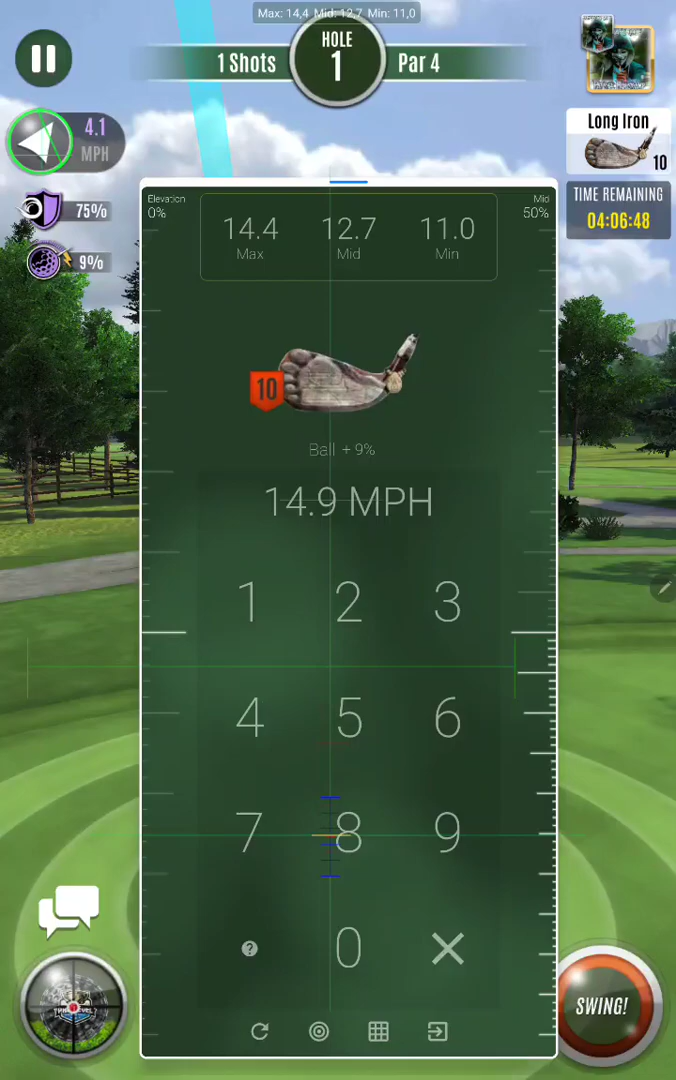 Max: 14,4 Mid: 12,7 Min: 11,0
HOLE
1
1 Shots
Par 4
4.1
MPH
Long Iron
10
75%
TIME REMAINING
04:06:48
9%
Elevation
0%
Mid
50%
14.4 12.7 11.0
Max Mid Min
10
Ball + 9%
14.9 MPH
1 2 3
4 5 6
7 8 9
? 0
SWING!